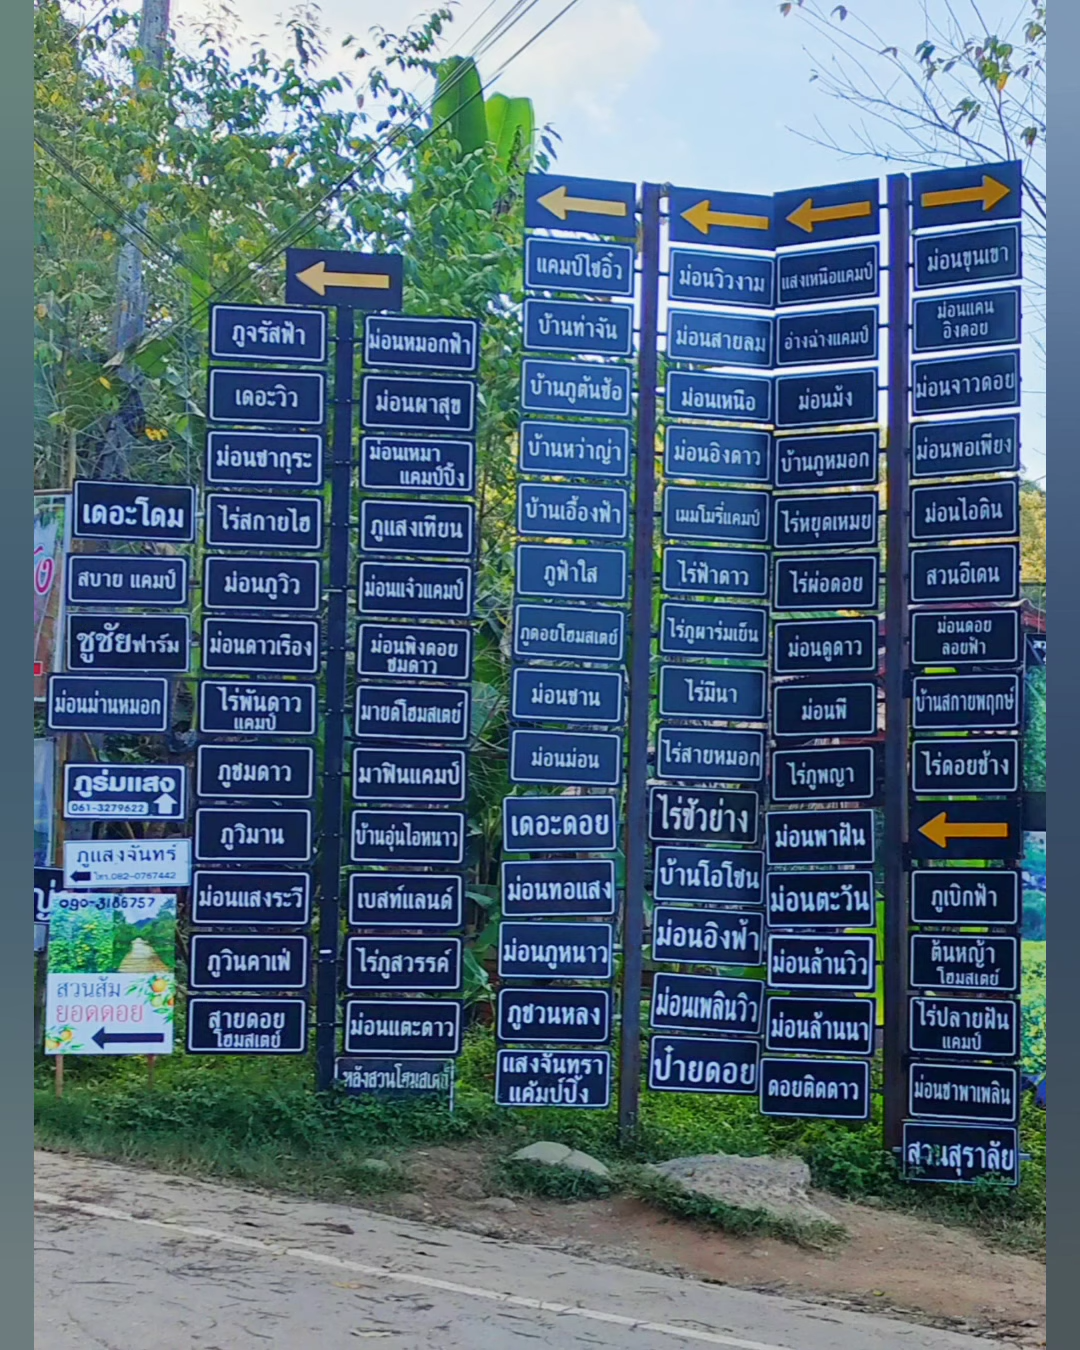 เดอะโดม
สบาย แคมป์
ชูชัยฟาร์ม
ม่อนม่านหมอก
ภูร่มแสง
061-3279622
ภูแสงจันทร์
โทร.082-0767442
090-3186757
สวนส้ม
ยอดดอย
ภูจรัสฟ้า
เดอะวิว
ม่อนซากุระ
ไร่สกายไฮ
ม่อนภูวิว
ม่อนดาวเรือง
ไร่พันดาว
แคมป์
ภูชมดาว
ภูวิมาน
ม่อนแสงระวี
ภูวินคาเฟ่
สายดอย
โฮมสเตย์
ม่อนหมอกฟ้า
ม่อนผาสุข
ม่อนเหมา
แคมป์ปิ้ง
ภูแสงเทียน
ม่อนแจ๋วแคมป์
ม่อนพิงดอย
ชมดาว
มายด์โฮมสเตย์
มาฟินแคมป์
บ้านอุ่นไอหนาว
เบสท์แลนด์
ไร่ภูสวรรค์
ม่อนแตะดาว
หลังสวนโฮมสเตย์
แคมป์ไซอิ๋ว
บ้านท่าจัน
บ้านภูต้นช้อ
บ้านหว่าญ่า
บ้านเอื้องฟ้า
ภูฟ้าใส
ภูดอยโฮมสเตย์
ม่อนซาน
ม่อนม่อน
เดอะดอย
ม่อนทอแสง
ม่อนภูหนาว
ภูชวนหลง
แสงจันทรา
แค้มป์ปิ้ง
ม่อนวิวงาม
ม่อนสายลม
ม่อนเหนือ
ม่อนอิงดาว
เมมโมรี่แคมป์
ไร่ฟ้าดาว
ไร่ภูผาร่มเย็น
ไร่มีนา
ไร่สายหมอก
ไร่ชัวย่าง
บ้านโอโซน
ม่อนอิงฟ้า
ม่อนเพลินวิว
ป๋ายดอย
แสงเหนือแคมป์
อ่างฉ่างแคมป์
ม่อนม้ง
บ้านภูหมอก
ไร่หยุดเหมย
ไร่ผ่อดอย
ม่อนดูดาว
ม่อนพี
ไร่ภูพญา
ม่อนพาฝัน
ม่อนตะวัน
ม่อนล้านวิว
ม่อนล้านนา
ดอยติดดาว
ม่อนขุนเขา
ม่อนแคน
อิงดอย
ม่อนจาวดอย
ม่อนพอเพียง
ม่อนไอดิน
สวนอีเดน
ม่อนดอย
ลอยฟ้า
บ้านสกายพฤกษ์
ไร่ดอยช้าง
ภูเบิกฟ้า
ต้นหญ้า
โฮมสเตย์
ไร่ปลายฝัน
แคมป์
ม่อนซาพาเพลิน
สวนสุราลัย